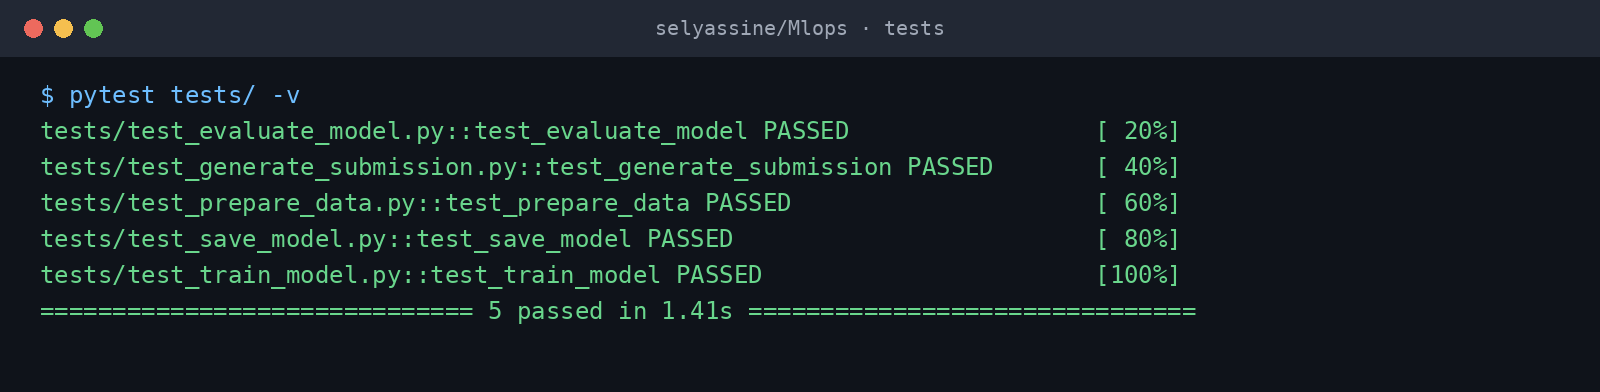 selyassine/Mlops · tests
$ pytest tests/ -v
tests/test_evaluate_model.py::test_evaluate_model PASSED                 [ 20%]
tests/test_generate_submission.py::test_generate_submission PASSED       [ 40%]
tests/test_prepare_data.py::test_prepare_data PASSED                     [ 60%]
tests/test_save_model.py::test_save_model PASSED                         [ 80%]
tests/test_train_model.py::test_train_model PASSED                       [100%]
============================== 5 passed in 1.41s ===============================